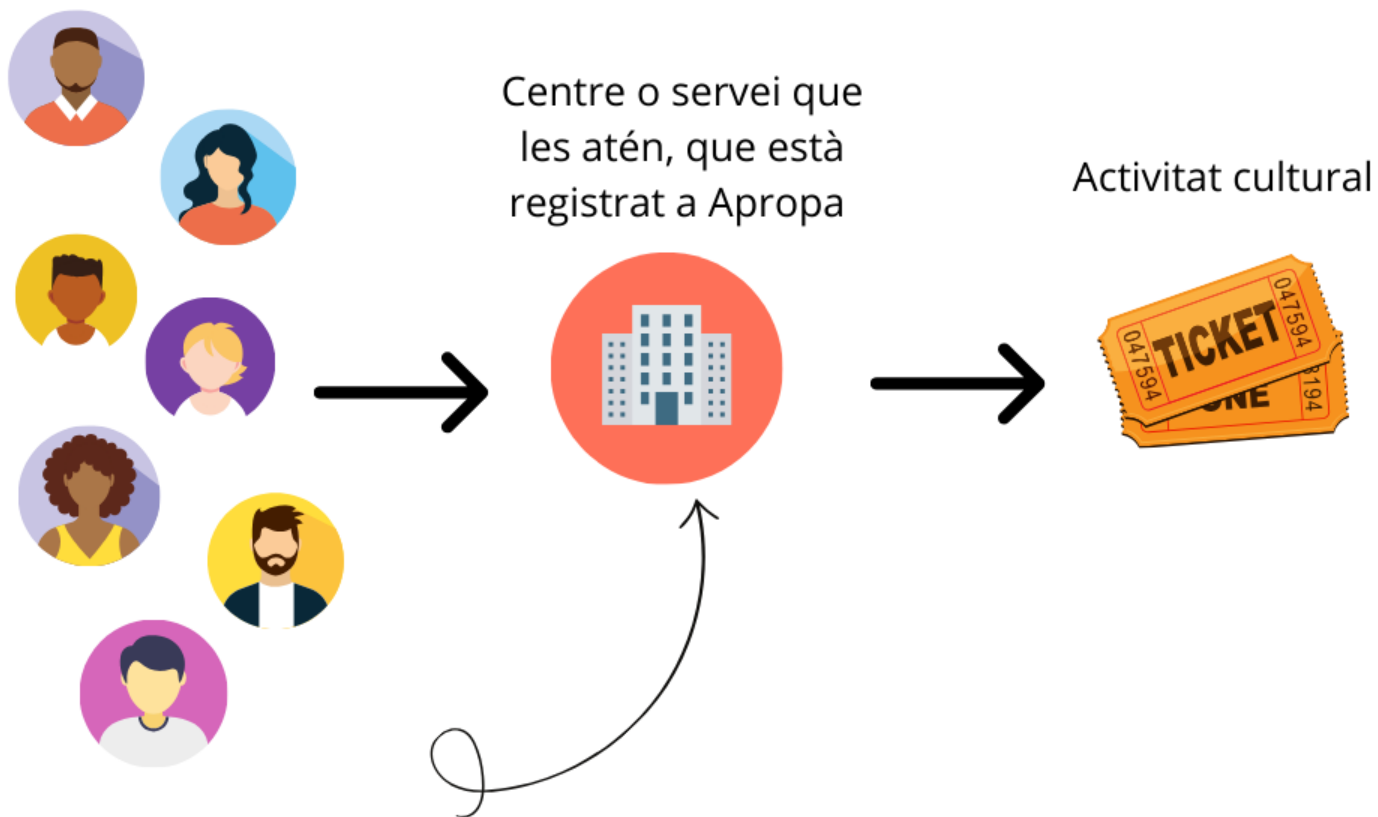 Centre o servei que
les atén, que està
registrat a Apropa
Activitat cultural
TICKET
047594
047594